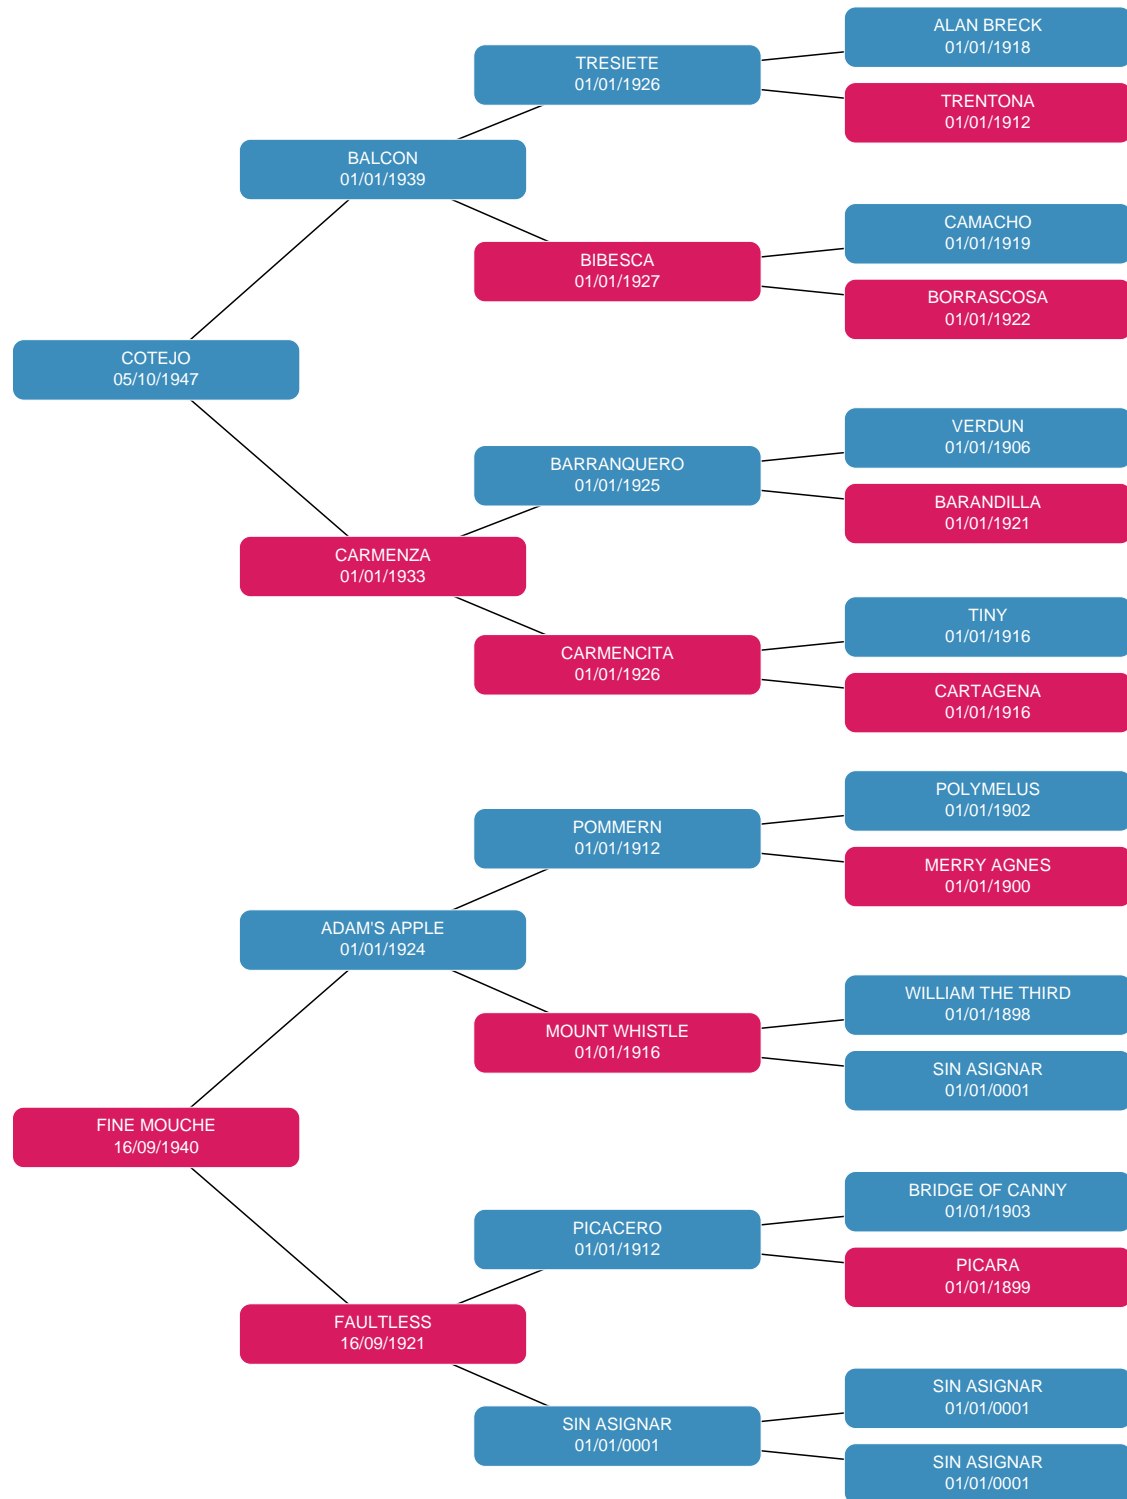 ALAN BRECK
01/01/1918
TRESIETE
01/01/1926
TRENTONA
01/01/1912
BALCON
01/01/1939
CAMACHO
01/01/1919
BIBESCA
01/01/1927
BORRASCOSA
01/01/1922
COTEJO
05/10/1947
VERDUN
01/01/1906
BARRANQUERO
01/01/1925
BARANDILLA
01/01/1921
CARMENZA
01/01/1933
TINY
01/01/1916
CARMENCITA
01/01/1926
CARTAGENA
01/01/1916
POLYMELUS
01/01/1902
POMMERN
01/01/1912
MERRY AGNES
01/01/1900
ADAM'S APPLE
01/01/1924
WILLIAM THE THIRD
01/01/1898
MOUNT WHISTLE
01/01/1916
SIN ASIGNAR
01/01/0001
FINE MOUCHE
16/09/1940
BRIDGE OF CANNY
01/01/1903
PICACERO
01/01/1912
PICARA
01/01/1899
FAULTLESS
16/09/1921
SIN ASIGNAR
01/01/0001
SIN ASIGNAR
01/01/0001
SIN ASIGNAR
01/01/0001